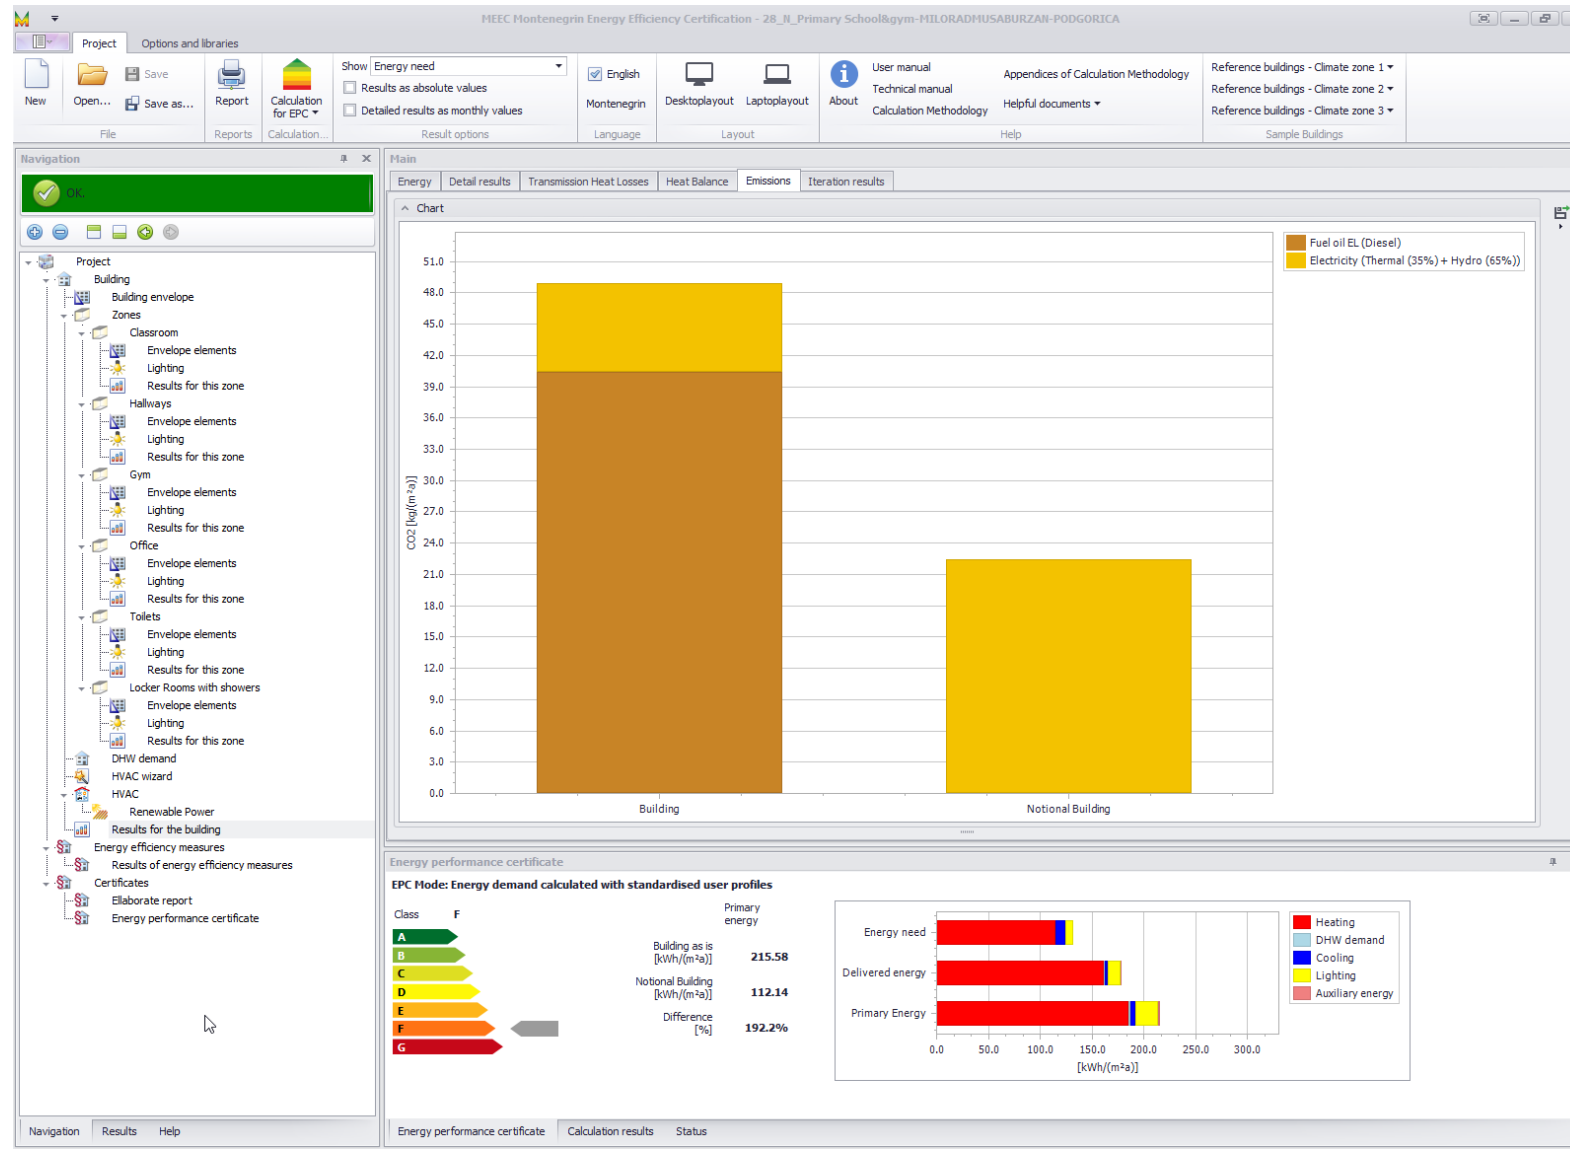 MEEC Montenegrin Energy Efficiency Certification - 28_N_Primary School&gym-MILORADMUSABURZAN-PODGORICA
Project
Options and libraries
New
Open...
Save
Save as...
File
Report
Reports
Calculation
for EPC
Calculation...
Show
Energy need
Results as absolute values
Detailed results as monthly values
Result options
English
Montenegrin
Language
Desktoplayout
Laptoplayout
Layout
About
User manual
Technical manual
Calculation Methodology
Appendices of Calculation Methodology
Helpful documents
Help
Reference buildings - Climate zone 1
Reference buildings - Climate zone 2
Reference buildings - Climate zone 3
Sample Buildings
Navigation
OK.
Project
Building
Building envelope
Zones
Classroom
Envelope elements
Lighting
Results for this zone
Hallways
Envelope elements
Lighting
Results for this zone
Gym
Envelope elements
Lighting
Results for this zone
Office
Envelope elements
Lighting
Results for this zone
Toilets
Envelope elements
Lighting
Results for this zone
Locker Rooms with showers
Envelope elements
Lighting
Results for this zone
DHW demand
HVAC wizard
HVAC
Renewable Power
Results for the building
Energy efficiency measures
Results of energy efficiency measures
Certificates
Ellaborate report
Energy performance certificate
Navigation
Results
Help
Main
Energy
Detail results
Transmission Heat Losses
Heat Balance
Emissions
Iteration results
Chart
CO2 [kg/(m²a)]
51.0
48.0
45.0
42.0
39.0
36.0
33.0
30.0
27.0
24.0
21.0
18.0
15.0
12.0
9.0
6.0
3.0
0.0
Building
Notional Building
Fuel oil EL (Diesel)
Electricity (Thermal (35%) + Hydro (65%))
Energy performance certificate
EPC Mode: Energy demand calculated with standardised user profiles
Class F
A
B
C
D
E
F
G
Primary
energy
Building as is
[kWh/(m²a)]
215.58
Notional Building
[kWh/(m²a)]
112.14
Difference
[%]
192.2%
Energy need
Delivered energy
Primary Energy
0.0 50.0 100.0 150.0 200.0 250.0 300.0
[kWh/(m²a)]
Heating
DHW demand
Cooling
Lighting
Auxiliary energy
Energy performance certificate
Calculation results
Status